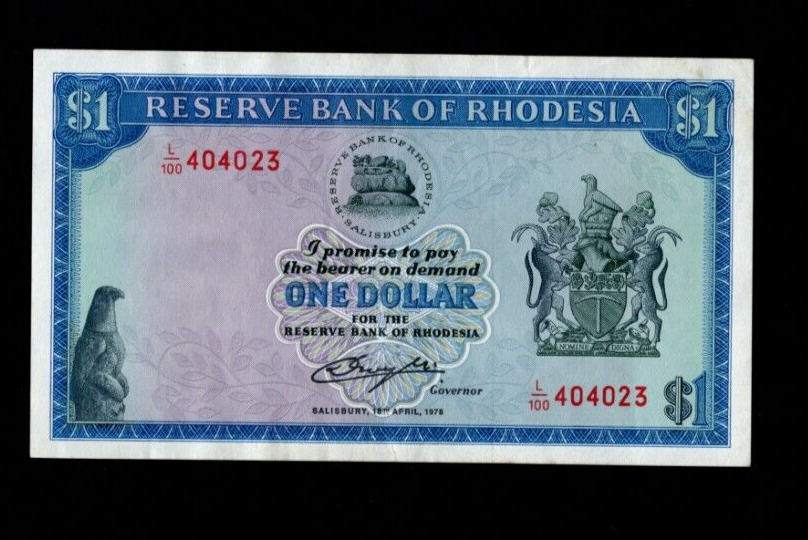 $1 RESERVE BANK OF RHODESIA $1
L/100 404023
RESERVE BANK OF RHODESIA
· SALISBURY ·
I promise to pay
the bearer on demand
ONE DOLLAR
FOR THE
RESERVE BANK OF RHODESIA
Governor
SALISBURY, 18TH APRIL, 1978
SIT NOMINE DIGNA
L/100 404023
$1